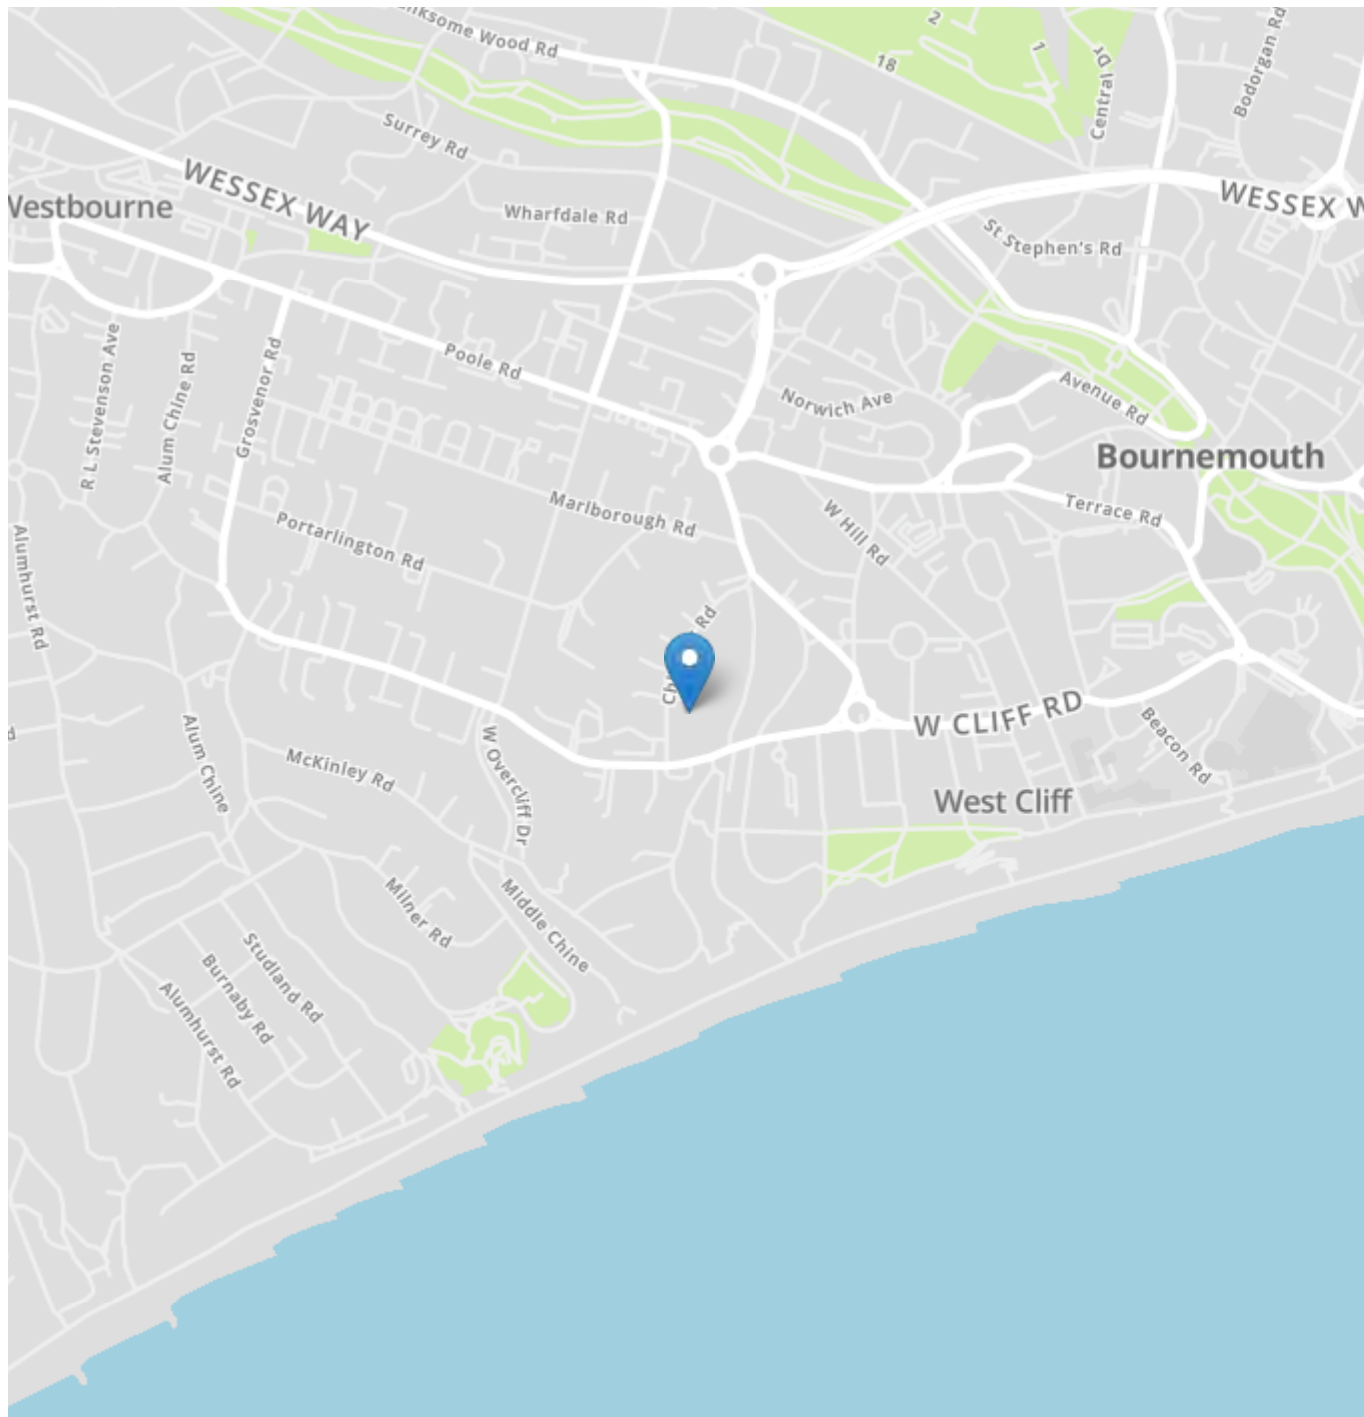 2
Wood Rd
18
1
Central Dr
Bodorgan Rd
Surrey Rd
WESSEX WAY
Wharfdale Rd
WESSEX
St Stephen's Rd
R L Stevenson Ave
Alum Chine Rd
Grosvenor Rd
Poole Rd
Norwich Ave
Avenue Rd
Bournemouth
Marlborough Rd
Terrace Rd
W Hill Rd
Portarlington Rd
Alumhurst Rd
Rd
W CLIFF RD
Beacon Rd
Alum Chine
McKinley Rd
W Overcliff Dr
West Cliff
Milner Rd
Middle Chine
Studland Rd
Burnaby Rd
Alumhurst Rd